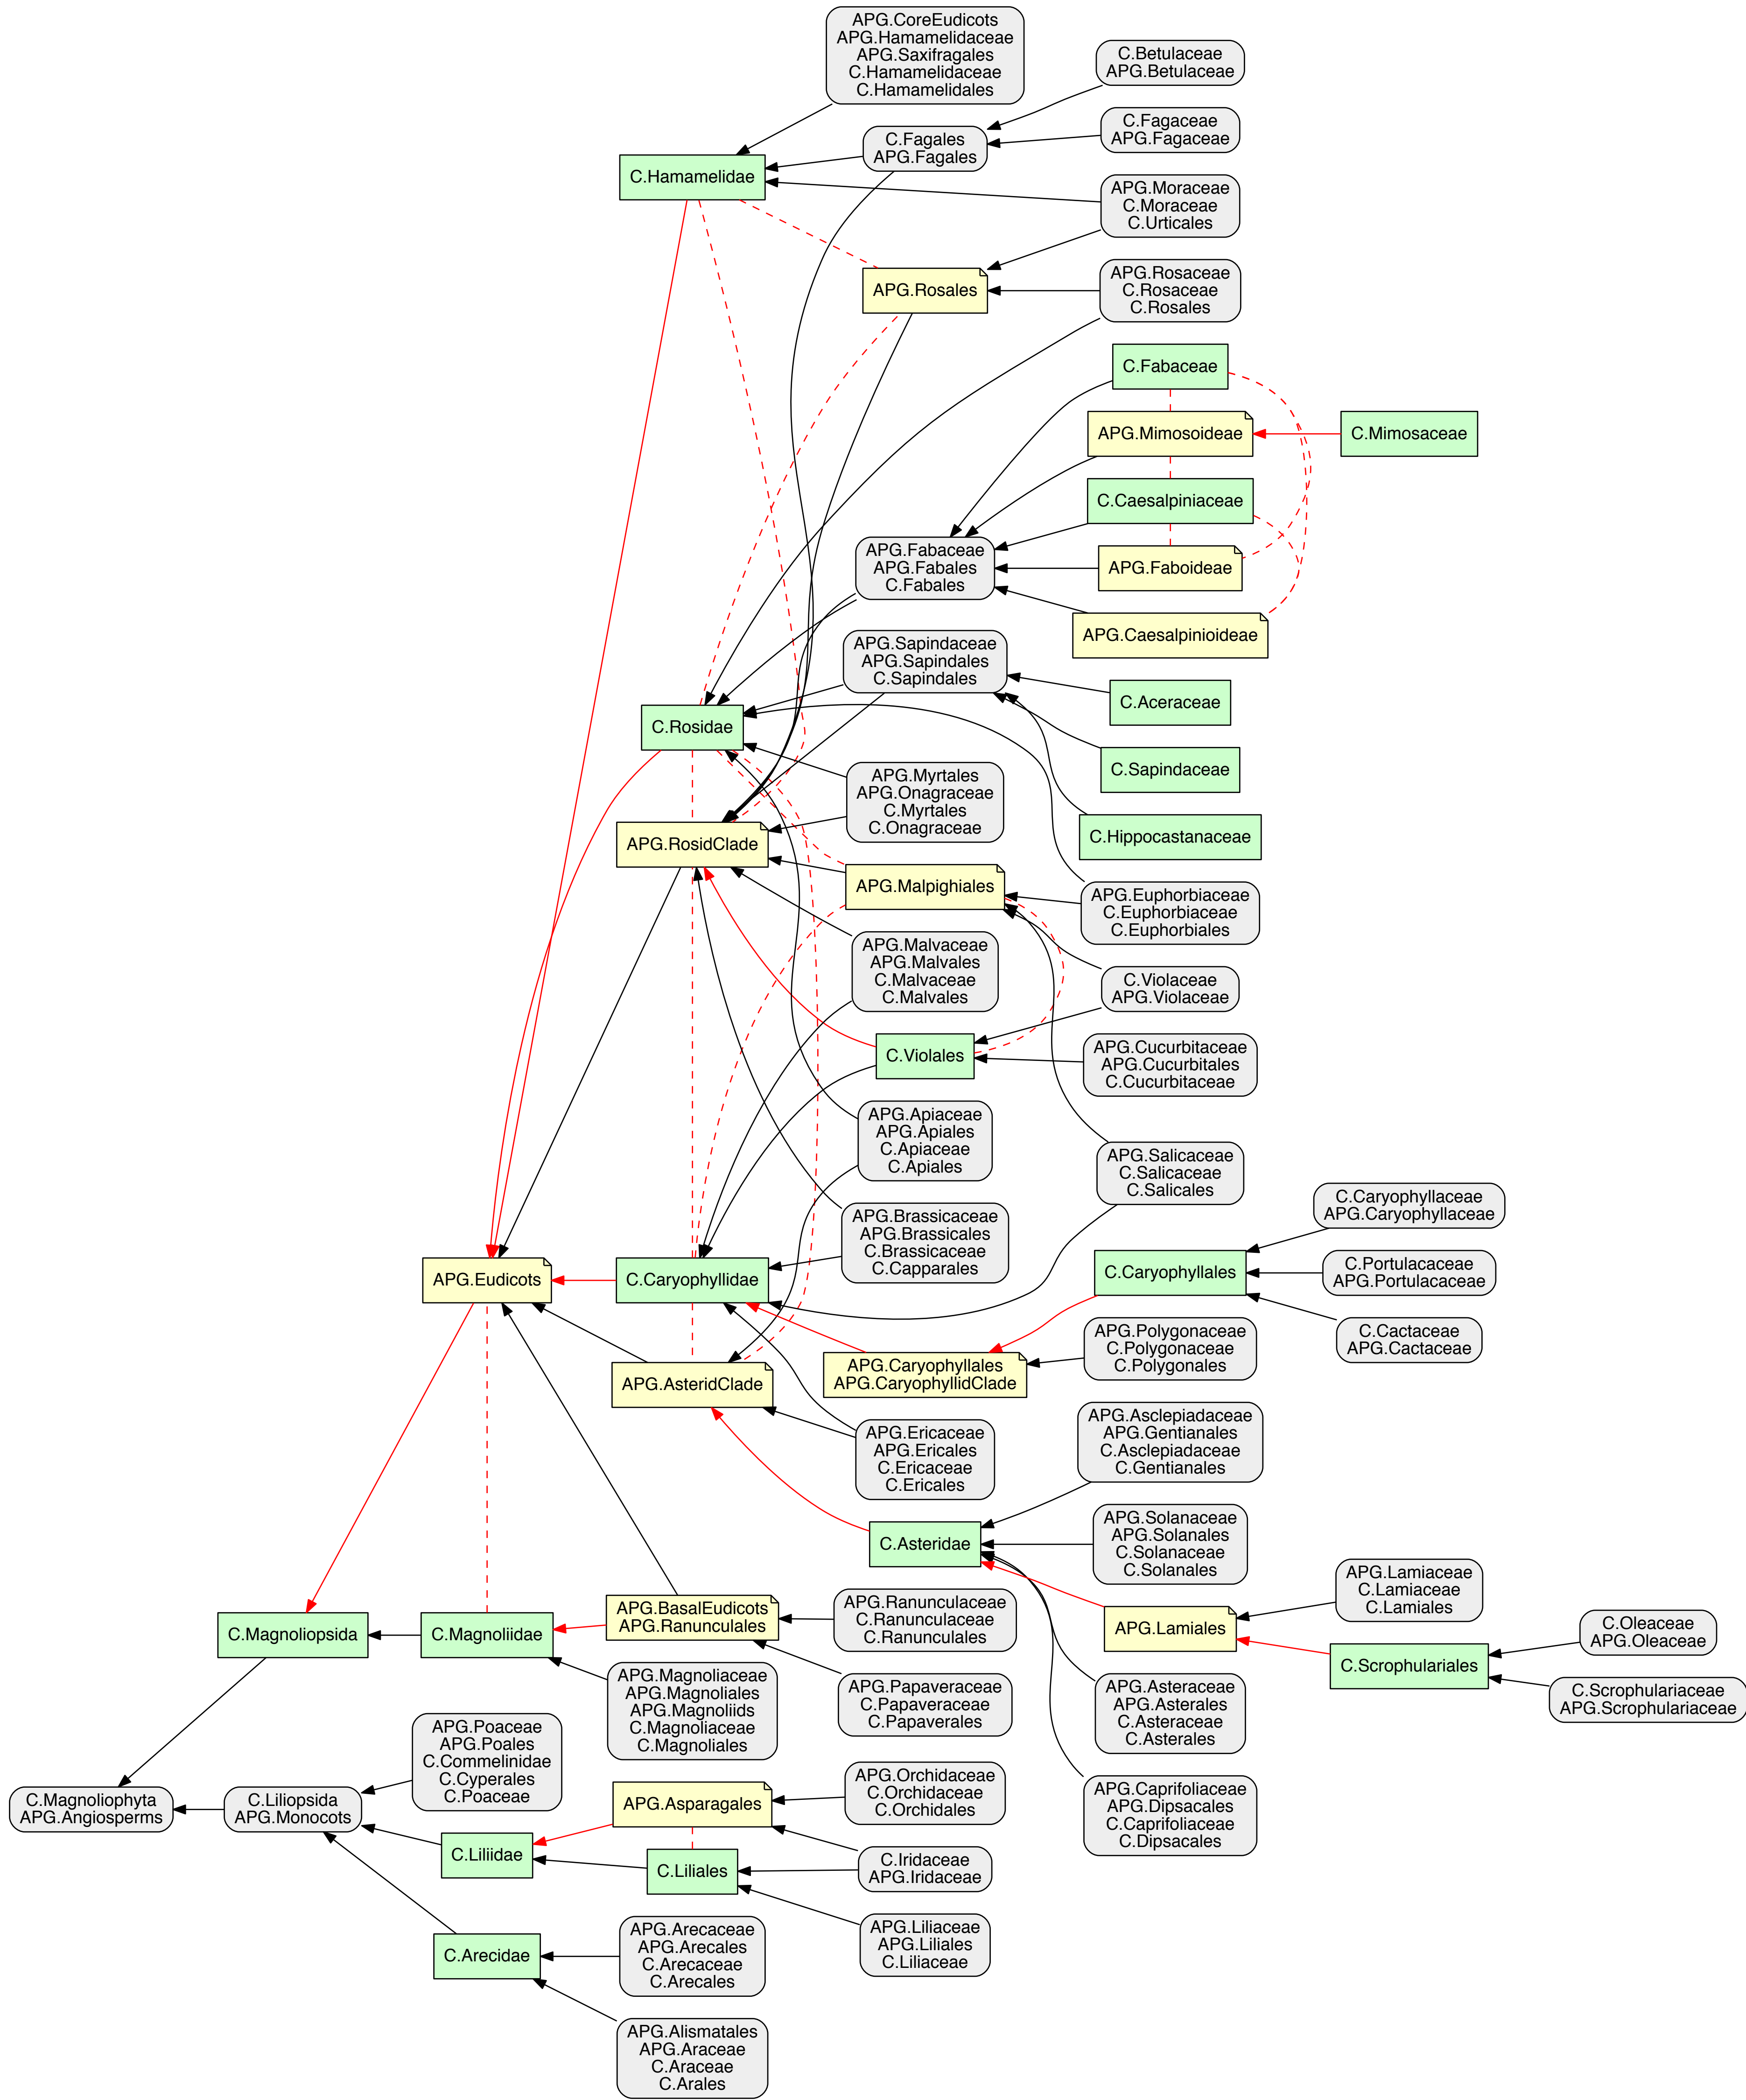 APG.CoreEudicots
APG.Hamamelidaceae
APG.Saxifragales
C.Hamamelidaceae
C.Hamamelidales
C.Betulaceae
APG.Betulaceae
C.Fagaceae
APG.Fagaceae
C.Fagales
APG.Fagales
C.Hamamelidae
APG.Moraceae
C.Moraceae
C.Urticales
APG.Rosales
APG.Rosaceae
C.Rosaceae
C.Rosales
C.Fabaceae
APG.Mimosoideae
C.Mimosaceae
C.Caesalpiniaceae
APG.Fabaceae
APG.Fabales
C.Fabales
APG.Faboideae
APG.Caesalpinioideae
APG.Sapindaceae
APG.Sapindales
C.Sapindales
C.Aceraceae
C.Rosidae
C.Sapindaceae
APG.Myrtales
APG.Onagraceae
C.Myrtales
C.Onagraceae
C.Hippocastanaceae
APG.RosidClade
APG.Malpighiales
APG.Euphorbiaceae
C.Euphorbiaceae
C.Euphorbiales
APG.Malvaceae
APG.Malvales
C.Malvaceae
C.Malvales
C.Violaceae
APG.Violaceae
C.Violales
APG.Cucurbitaceae
APG.Cucurbitales
C.Cucurbitaceae
APG.Apiaceae
APG.Apiales
C.Apiaceae
C.Apiales
APG.Salicaceae
C.Salicaceae
C.Salicales
C.Caryophyllaceae
APG.Caryophyllaceae
APG.Brassicaceae
APG.Brassicales
C.Brassicaceae
C.Capparales
APG.Eudicots
C.Caryophyllidae
C.Caryophyllales
C.Portulacaceae
APG.Portulacaceae
APG.Polygonaceae
C.Polygonaceae
C.Polygonales
C.Cactaceae
APG.Cactaceae
APG.Caryophyllales
APG.CaryophyllidClade
APG.AsteridClade
APG.Ericaceae
APG.Ericales
C.Ericaceae
C.Ericales
APG.Asclepiadaceae
APG.Gentianales
C.Asclepiadaceae
C.Gentianales
C.Asteridae
APG.Solanaceae
APG.Solanales
C.Solanaceae
C.Solanales
APG.Lamiaceae
C.Lamiaceae
C.Lamiales
APG.BasalEudicots
APG.Ranunculales
APG.Ranunculaceae
C.Ranunculaceae
C.Ranunculales
C.Magnoliopsida
C.Magnoliidae
APG.Lamiales
C.Oleaceae
APG.Oleaceae
C.Scrophulariales
C.Scrophulariaceae
APG.Scrophulariaceae
APG.Magnoliaceae
APG.Magnoliales
APG.Magnoliids
C.Magnoliaceae
C.Magnoliales
APG.Papaveraceae
C.Papaveraceae
C.Papaverales
APG.Asteraceae
APG.Asterales
C.Asteraceae
C.Asterales
APG.Poaceae
APG.Poales
C.Commelinidae
C.Cyperales
C.Poaceae
C.Magnoliophyta
APG.Angiosperms
C.Liliopsida
APG.Monocots
APG.Asparagales
APG.Orchidaceae
C.Orchidaceae
C.Orchidales
APG.Caprifoliaceae
APG.Dipsacales
C.Caprifoliaceae
C.Dipsacales
C.Liliidae
C.Liliales
C.Iridaceae
APG.Iridaceae
APG.Liliaceae
APG.Liliales
C.Liliaceae
C.Arecidae
APG.Arecaceae
APG.Arecales
C.Arecaceae
C.Arecales
APG.Alismatales
APG.Araceae
C.Araceae
C.Arales